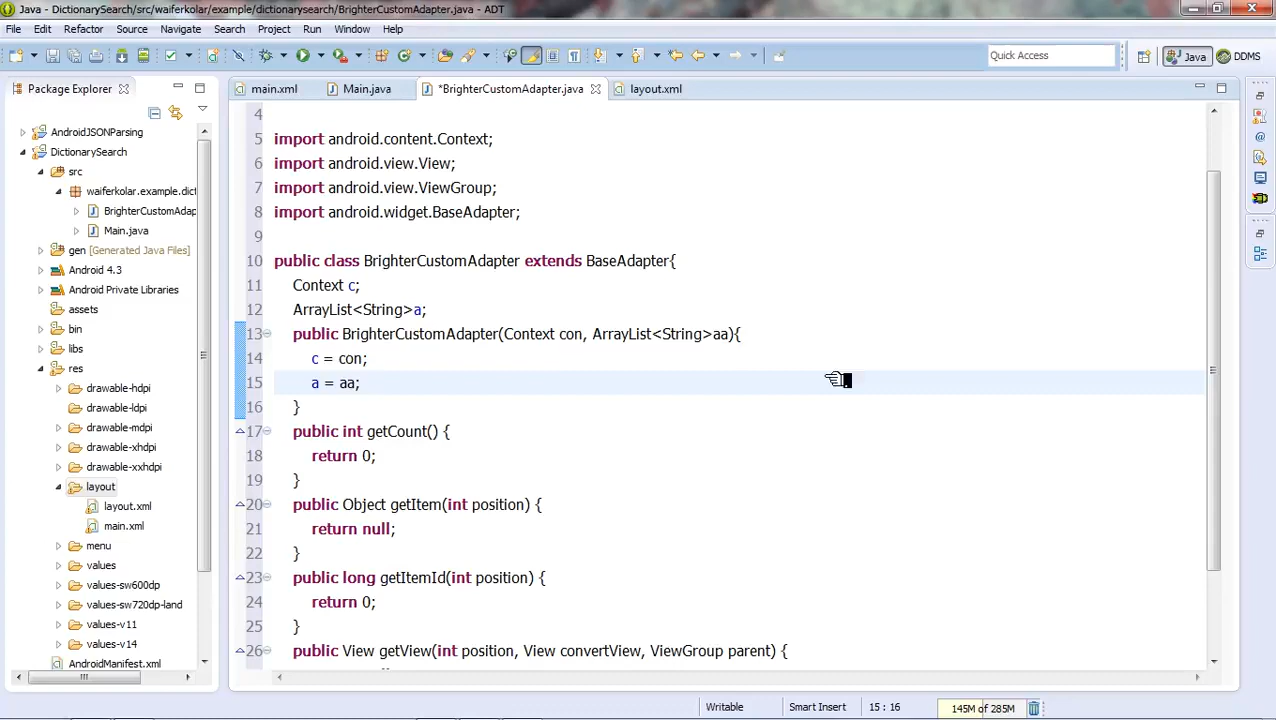 Java - DictionarySearch/src/waiferkolar/example/dictionarysearch/BrighterCustomAdapter.java - ADT
File Edit Refactor Source Navigate Search Project Run Window Help
Quick Access
Java
DDMS
Package Explorer
main.xml
Main.java
*BrighterCustomAdapter.java
layout.xml
AndroidJSONParsing
DictionarySearch
src
waiferkolar.example.dict
BrighterCustomAdap
Main.java
gen [Generated Java Files]
Android 4.3
Android Private Libraries
assets
bin
libs
res
drawable-hdpi
drawable-ldpi
drawable-mdpi
drawable-xhdpi
drawable-xxhdpi
layout
layout.xml
main.xml
menu
values
values-sw600dp
values-sw720dp-land
values-v11
values-v14
AndroidManifest.xml
4
5 import android.content.Context;
6 import android.view.View;
7 import android.view.ViewGroup;
8 import android.widget.BaseAdapter;
9
10 public class BrighterCustomAdapter extends BaseAdapter{
11 Context c;
12 ArrayList<String>a;
13 public BrighterCustomAdapter(Context con, ArrayList<String>aa){
14 c = con;
15 a = aa;
16 }
17 public int getCount() {
18 return 0;
19 }
20 public Object getItem(int position) {
21 return null;
22 }
23 public long getItemId(int position) {
24 return 0;
25 }
26 public View getView(int position, View convertView, ViewGroup parent) {
Writable
Smart Insert
15 : 16
145M of 285M